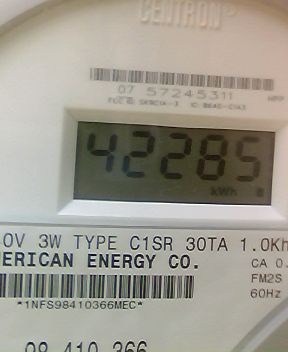 CENTRON
07 57245311
42285
kWh
0V 3W TYPE C1SR 30TA 1.0Kh
ERICAN ENERGY CO.
CA 0.
FM2S
60Hz
*1NFS98410366MEC*
98 410 366